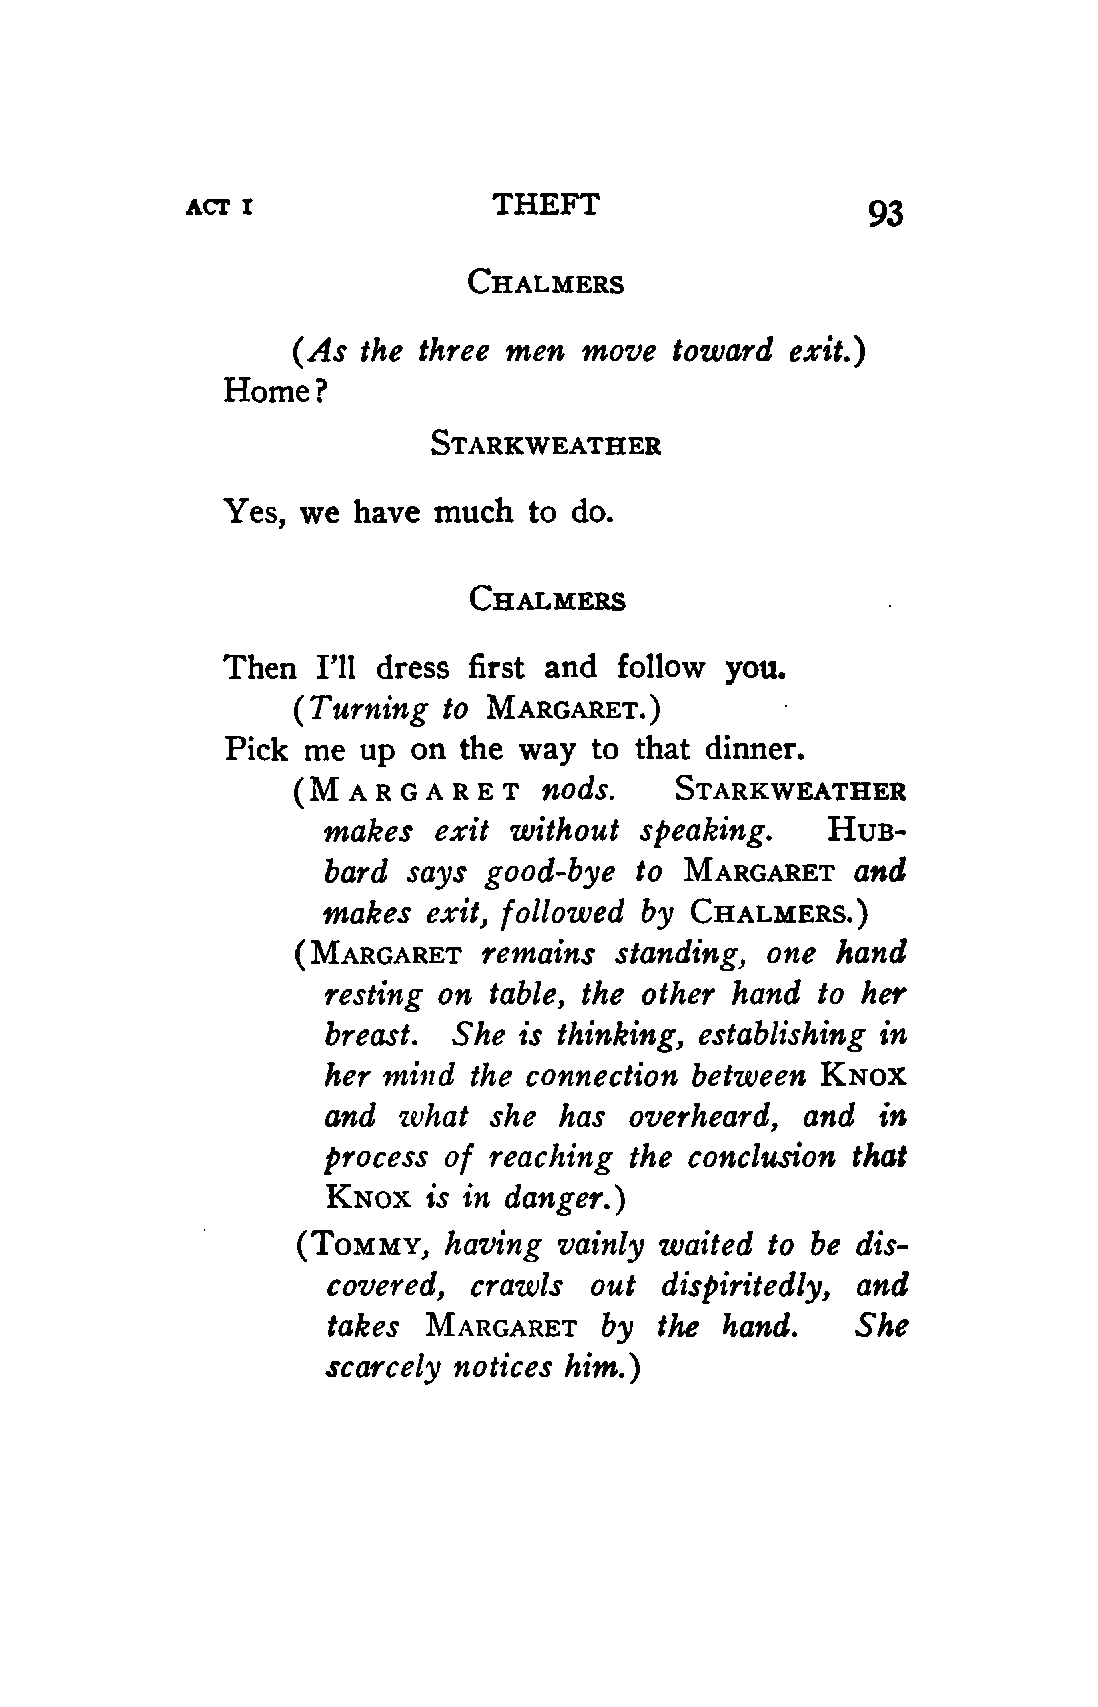 ACT I THEFT 93
CHALMERS
(As the three men move toward exit.)
Home?
STARKWEATHER
Yes, we have much to do.
CHALMERS
Then I'll dress first and follow you.
(Turning to MARGARET.)
Pick me up on the way to that dinner.
(MARGARET nods. STARKWEATHER
makes exit without speaking. HUB-
bard says good-bye to MARGARET and
makes exit, followed by CHALMERS.)
(MARGARET remains standing, one hand
resting on table, the other hand to her
breast. She is thinking, establishing in
her mind the connection between KNOX
and what she has overheard, and in
process of reaching the conclusion that
KNOX is in danger.)
(TOMMY, having vainly waited to be dis-
covered, crawls out dispiritedly, and
takes MARGARET by the hand. She
scarcely notices him.)